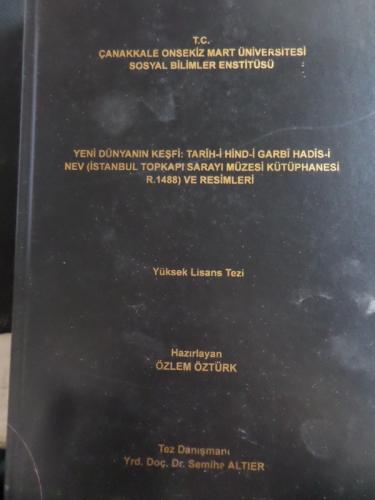 T.C.
ÇANAKKALE ONSEKİZ MART ÜNİVERSİTESİ
SOSYAL BİLİMLER ENSTİTÜSÜ
YENİ DÜNYANIN KEŞFİ: TARİH-İ HİND-İ GARBÎ HADİS-İ
NEV (İSTANBUL TOPKAPI SARAYI MÜZESİ KÜTÜPHANESİ
R.1488) VE RESİMLERİ
Yüksek Lisans Tezi
Hazırlayan
ÖZLEM ÖZTÜRK
Tez Danışmanı
Yrd. Doç. Dr. Semiha ALTIER